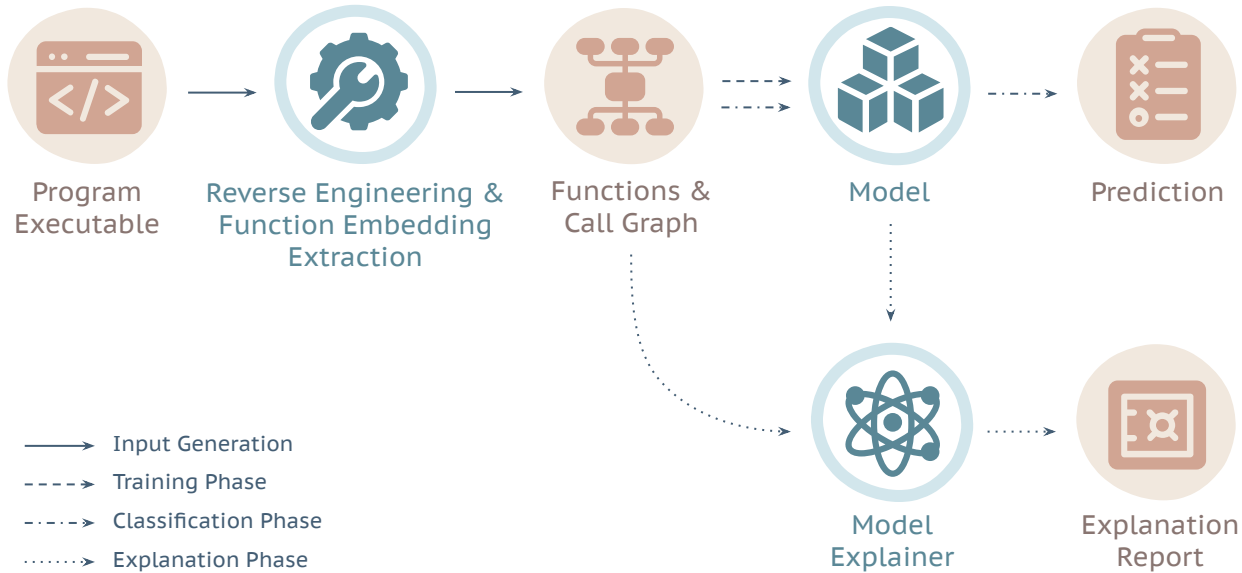 Program
Executable
Reverse Engineering &
Function Embedding
Extraction
Functions &
Call Graph
Model
Prediction
Model
Explainer
Explanation
Report
Input Generation
Training Phase
Classification Phase
Explanation Phase